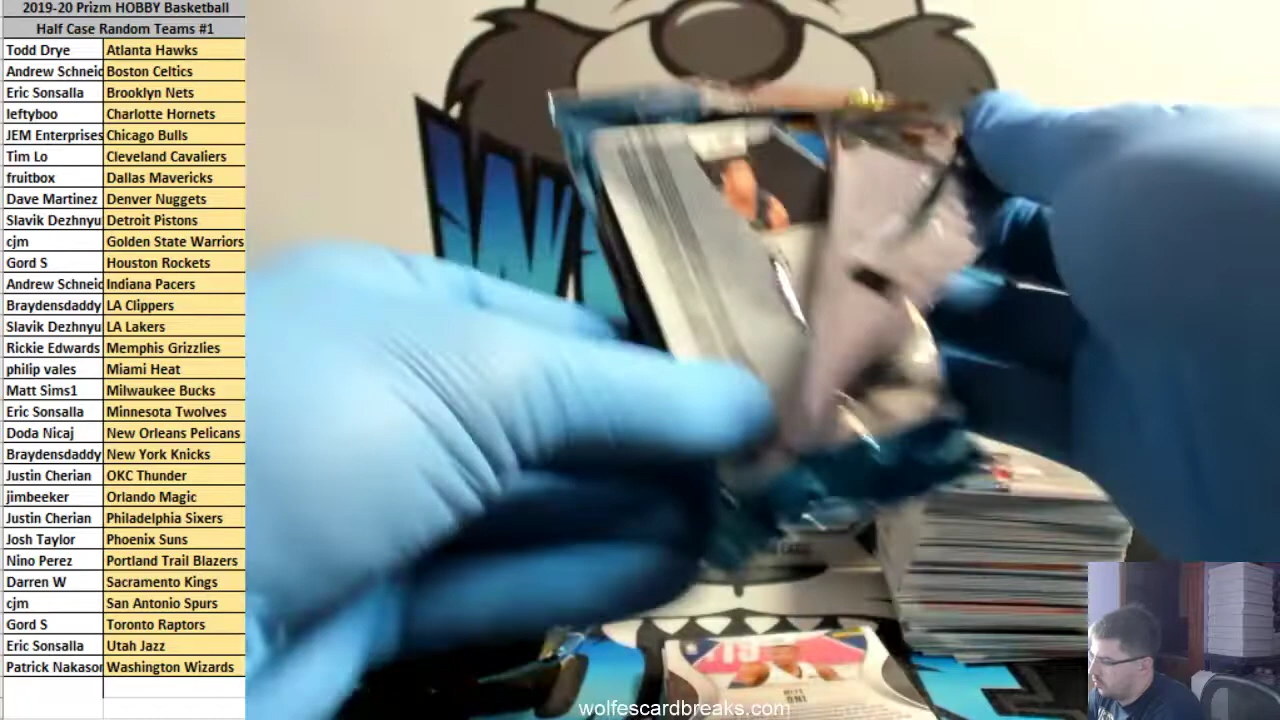 2019-20 Prizm HOBBY Basketball
Half Case Random Teams #1
Todd Drye Atlanta Hawks
Andrew Schneid Boston Celtics
Eric Sonsalla Brooklyn Nets
leftyboo Charlotte Hornets
JEM Enterprises Chicago Bulls
Tim Lo Cleveland Cavaliers
fruitbox Dallas Mavericks
Dave Martinez Denver Nuggets
Slavik Dezhnyu Detroit Pistons
cjm Golden State Warriors
Gord S Houston Rockets
Andrew Schneid Indiana Pacers
Braydensdaddy LA Clippers
Slavik Dezhnyu LA Lakers
Rickie Edwards Memphis Grizzlies
philip vales Miami Heat
Matt Sims1 Milwaukee Bucks
Eric Sonsalla Minnesota Twolves
Doda Nicaj New Orleans Pelicans
Braydensdaddy New York Knicks
Justin Cherian OKC Thunder
jimbeeker Orlando Magic
Justin Cherian Philadelphia Sixers
Josh Taylor Phoenix Suns
Nino Perez Portland Trail Blazers
Darren W Sacramento Kings
cjm San Antonio Spurs
Gord S Toronto Raptors
Eric Sonsalla Utah Jazz
Patrick Nakason Washington Wizards
wolfescardbreaks.com